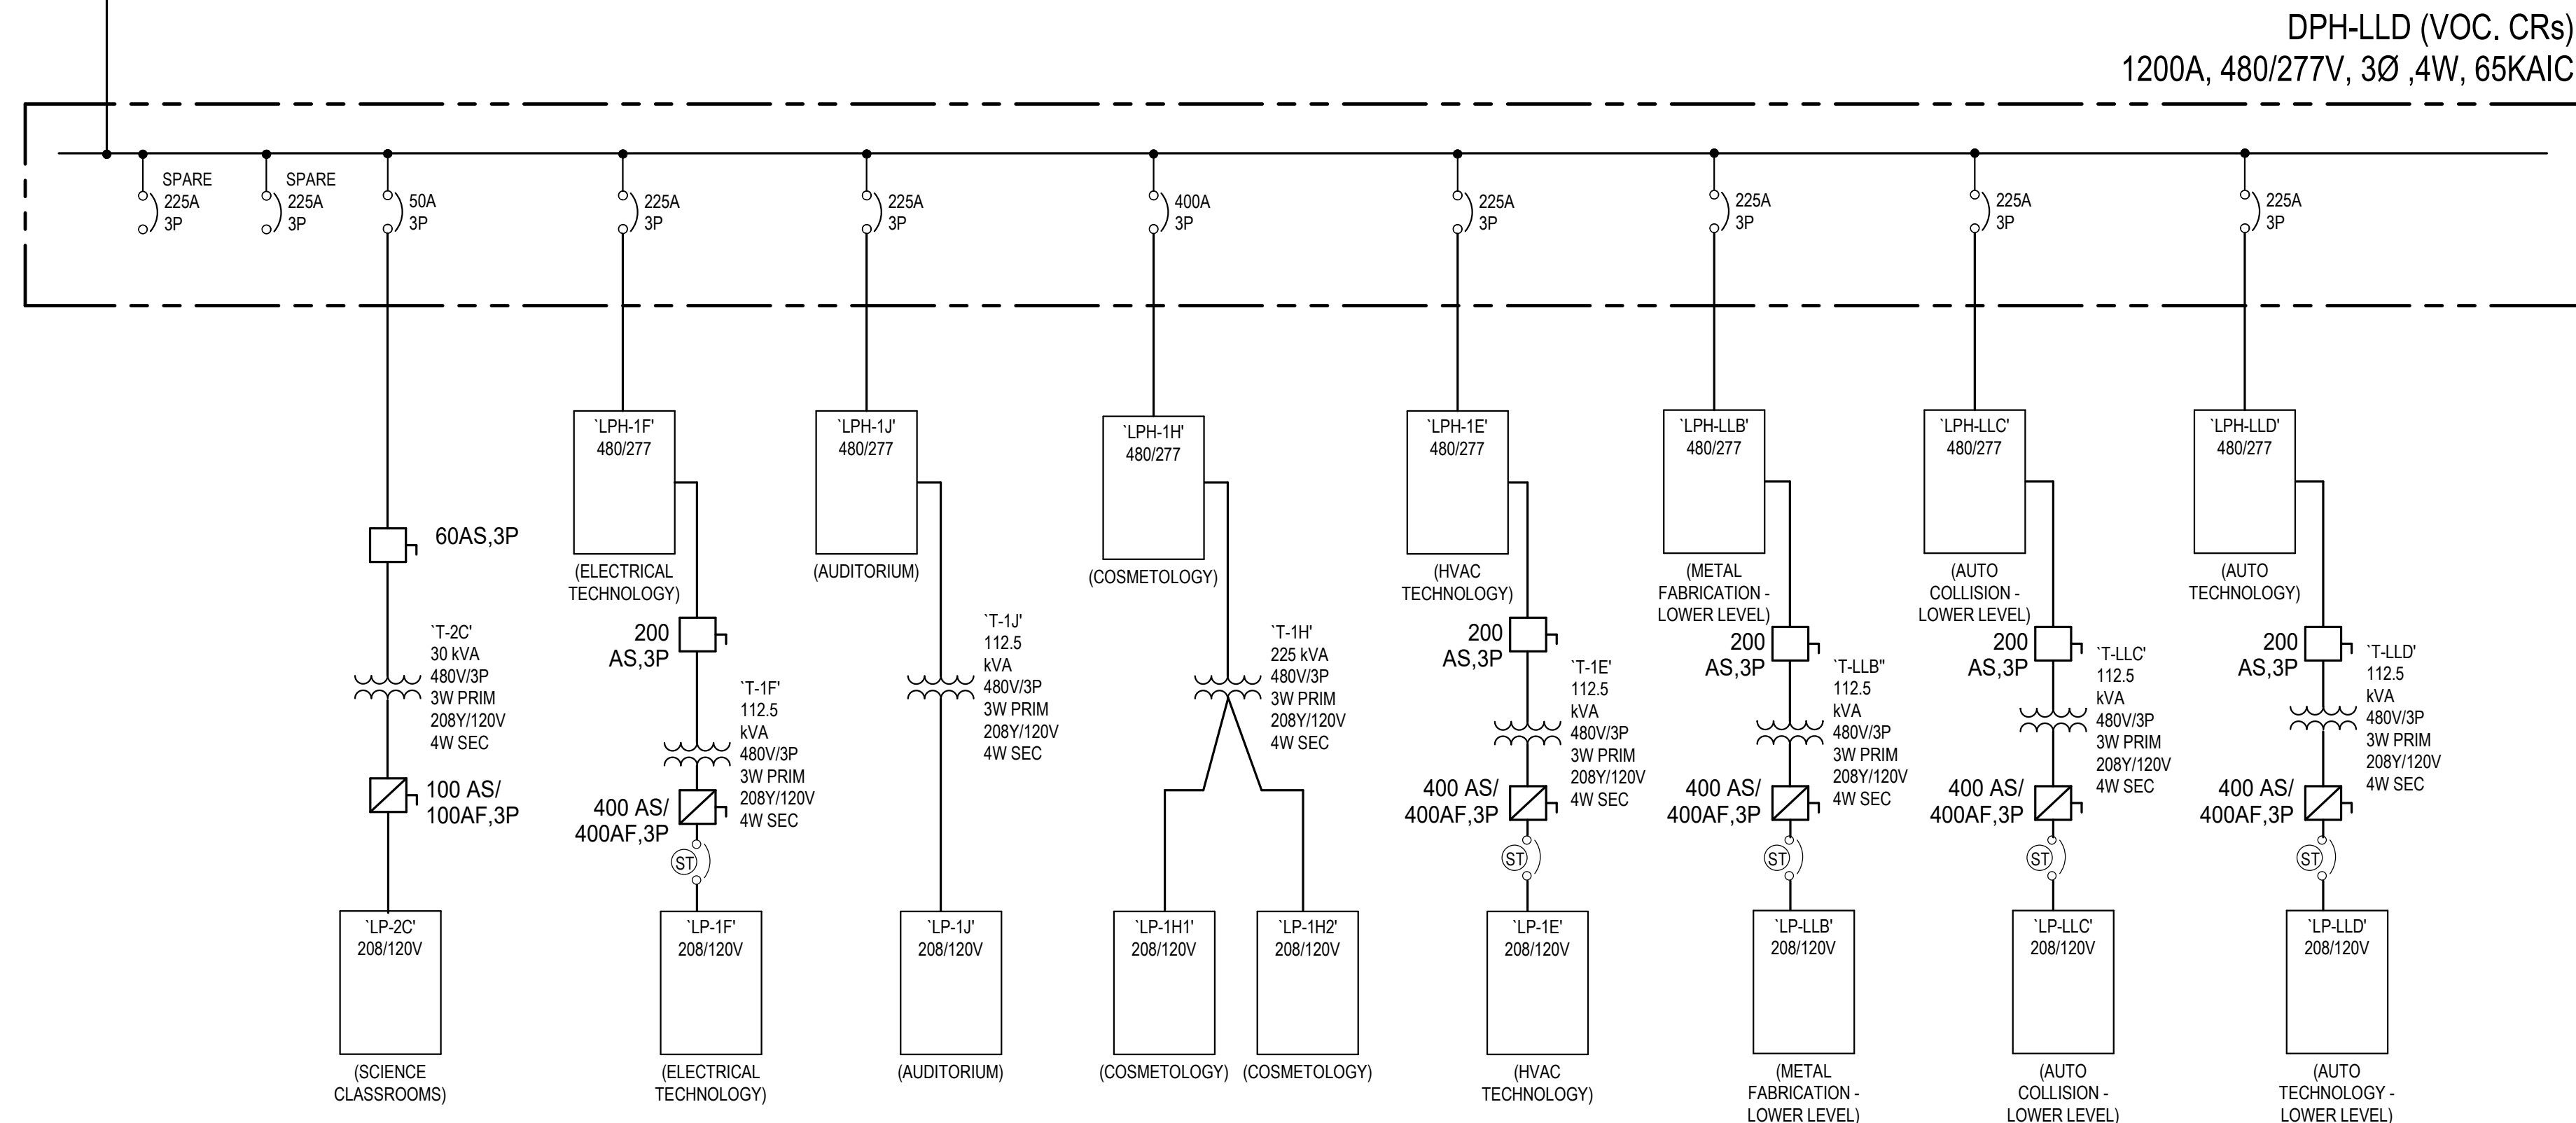 DPH-LLD (VOC. CRs)
1200A, 480/277V, 3Ø ,4W, 65KAIC
SPARE
225A
3P
SPARE
225A
3P
50A
3P
225A
3P
225A
3P
400A
3P
225A
3P
225A
3P
225A
3P
225A
3P
`LPH-1F'
480/277
(ELECTRICAL
TECHNOLOGY)
`LPH-1J'
480/277
(AUDITORIUM)
`LPH-1H'
480/277
(COSMETOLOGY)
`LPH-1E'
480/277
(HVAC
TECHNOLOGY)
`LPH-LLB'
480/277
(METAL
FABRICATION -
LOWER LEVEL)
`LPH-LLC'
480/277
(AUTO
COLLISION -
LOWER LEVEL)
`LPH-LLD'
480/277
(AUTO
TECHNOLOGY)
60AS,3P
`T-2C'
30 kVA
480V/3P
3W PRIM
208Y/120V
4W SEC
100 AS/
100AF,3P
200
AS,3P
`T-1F'
112.5
kVA
480V/3P
3W PRIM
208Y/120V
4W SEC
400 AS/
400AF,3P
ST
`T-1J'
112.5
kVA
480V/3P
3W PRIM
208Y/120V
4W SEC
`T-1H'
225 kVA
480V/3P
3W PRIM
208Y/120V
4W SEC
200
AS,3P
`T-1E'
112.5
kVA
480V/3P
3W PRIM
208Y/120V
4W SEC
400 AS/
400AF,3P
ST
200
AS,3P
`T-LLB"
112.5
kVA
480V/3P
3W PRIM
208Y/120V
4W SEC
400 AS/
400AF,3P
ST
200
AS,3P
`T-LLC'
112.5
kVA
480V/3P
3W PRIM
208Y/120V
4W SEC
400 AS/
400AF,3P
ST
200
AS,3P
`T-LLD'
112.5
kVA
480V/3P
3W PRIM
208Y/120V
4W SEC
400 AS/
400AF,3P
ST
`LP-2C'
208/120V
(SCIENCE
CLASSROOMS)
`LP-1F'
208/120V
(ELECTRICAL
TECHNOLOGY)
`LP-1J'
208/120V
(AUDITORIUM)
`LP-1H1'
208/120V
(COSMETOLOGY)
`LP-1H2'
208/120V
(COSMETOLOGY)
`LP-1E'
208/120V
(HVAC
TECHNOLOGY)
`LP-LLB'
208/120V
(METAL
FABRICATION -
LOWER LEVEL)
`LP-LLC'
208/120V
(AUTO
COLLISION -
LOWER LEVEL)
`LP-LLD'
208/120V
(AUTO
TECHNOLOGY -
LOWER LEVEL)